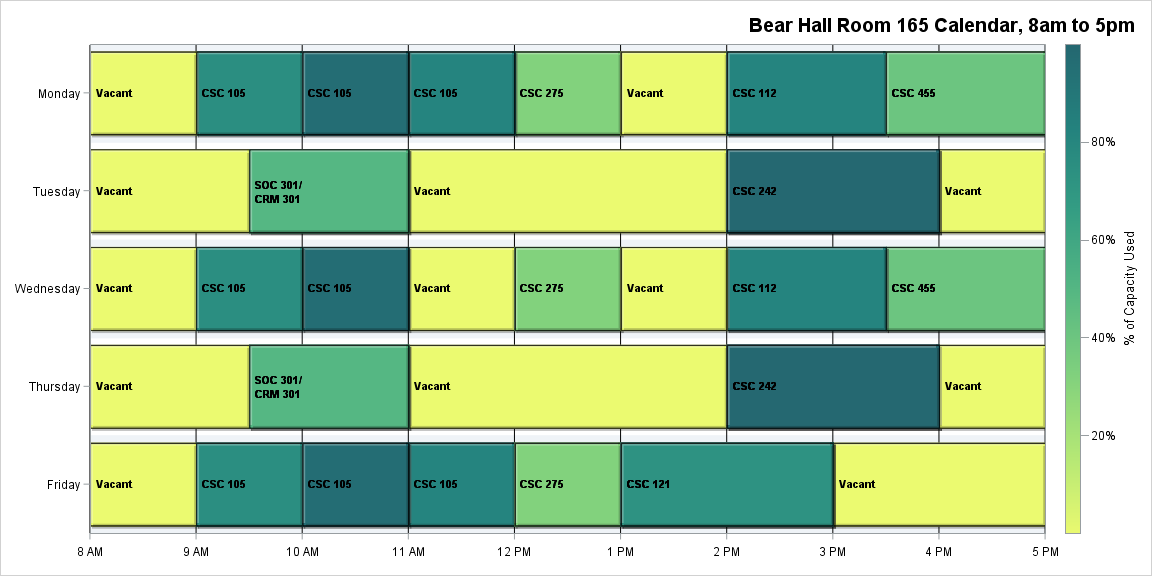 Bear Hall Room 165 Calendar, 8am to 5pm
Monday
Vacant
CSC 105
CSC 105
CSC 105
CSC 275
Vacant
CSC 112
CSC 455
Tuesday
Vacant
SOC 301/
CRM 301
Vacant
CSC 242
Vacant
Wednesday
Vacant
CSC 105
CSC 105
Vacant
CSC 275
Vacant
CSC 112
CSC 455
Thursday
Vacant
SOC 301/
CRM 301
Vacant
CSC 242
Vacant
Friday
Vacant
CSC 105
CSC 105
CSC 105
CSC 275
CSC 121
Vacant
8 AM
9 AM
10 AM
11 AM
12 PM
1 PM
2 PM
3 PM
4 PM
5 PM
80%
60%
40%
20%
% of Capacity Used